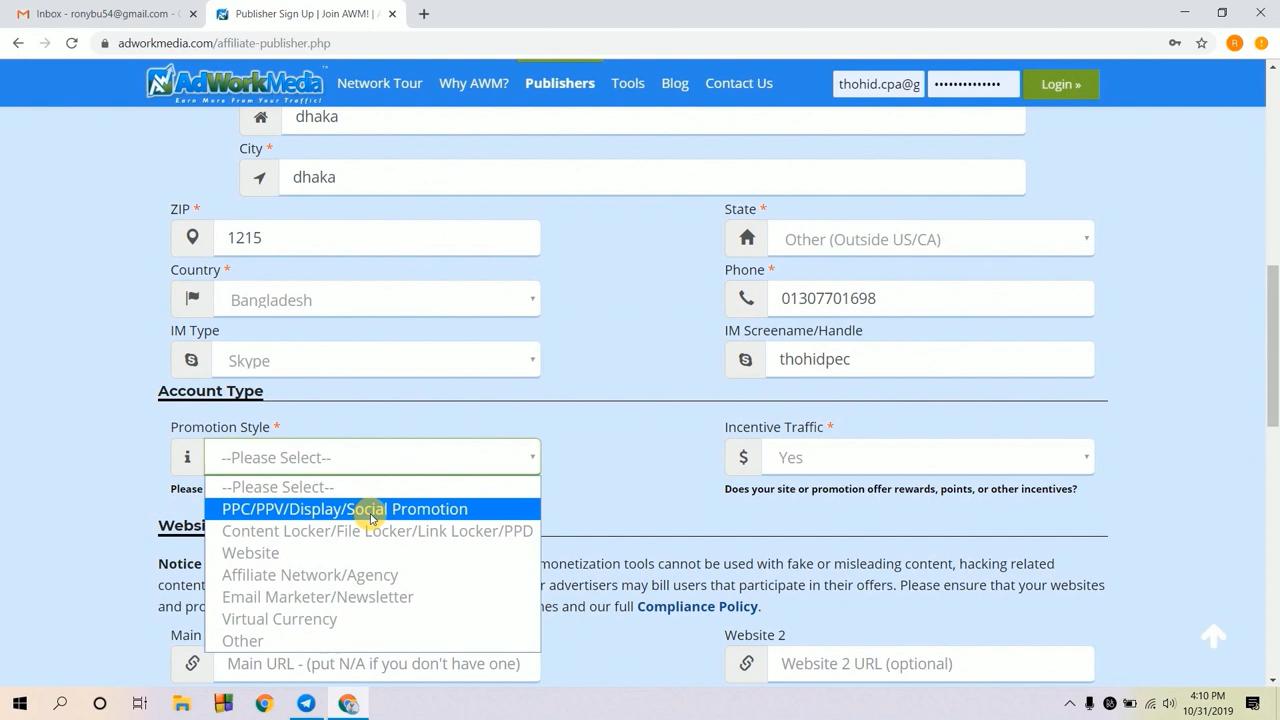 Inbox - ronybu54@gmail.com -
Publisher Sign Up | Join AWM! |
adworkmedia.com/affiliate-publisher.php
R
AdWorkMedia
Earn More From Your Traffic!
Network Tour
Why AWM?
Publishers
Tools
Blog
Contact Us
thohid.cpa@g
Login »
dhaka
City *
dhaka
ZIP *
State *
1215
Other (Outside US/CA)
Country *
Phone *
Bangladesh
01307701698
IM Type
IM Screenname/Handle
Skype
thohidpec
Account Type
Promotion Style *
Incentive Traffic *
--Please Select--
Yes
Please
Does your site or promotion offer rewards, points, or other incentives?
--Please Select--
PPC/PPV/Display/Social Promotion
Content Locker/File Locker/Link Locker/PPD
Website
Affiliate Network/Agency
Email Marketer/Newsletter
Virtual Currency
Other
Websi
Notice
monetization tools cannot be used with fake or misleading content, hacking related
conten
or advertisers may bill users that participate in their offers. Please ensure that your websites
and pro
nes and our full Compliance Policy.
Main
Website 2
Main URL - (put N/A if you don't have one)
Website 2 URL (optional)
4:10 PM
10/31/2019